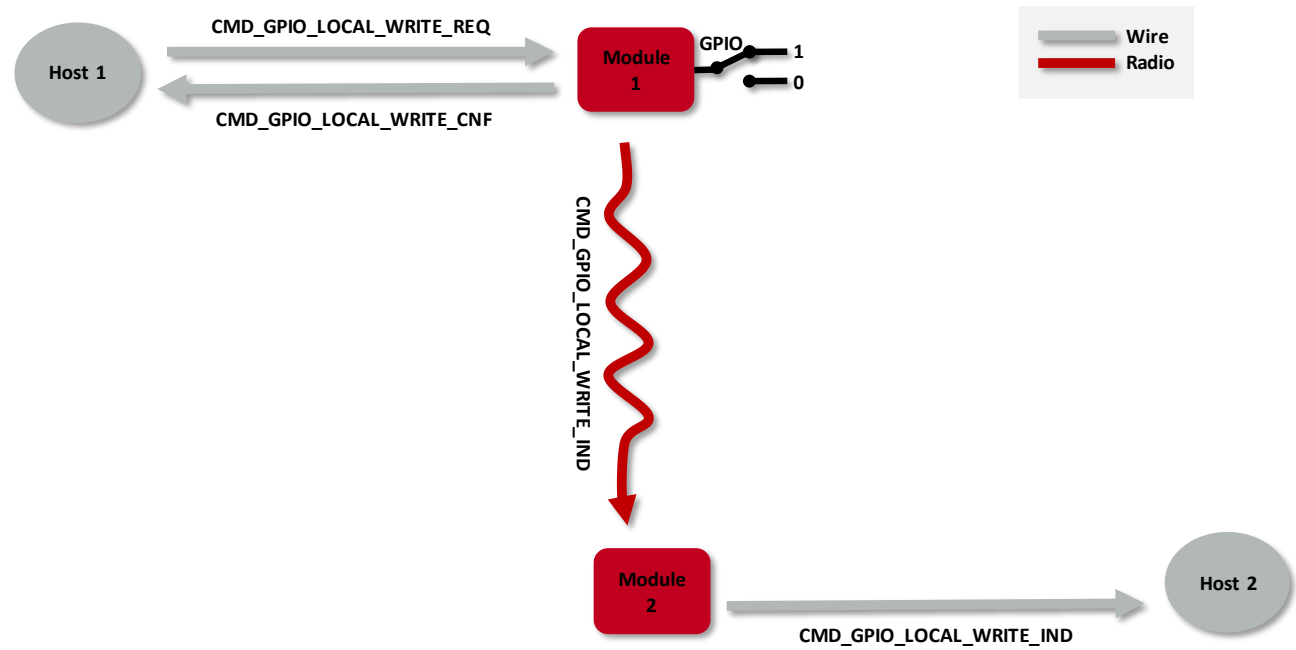 CMD_GPIO_LOCAL_WRITE_REQ
Host 1
CMD_GPIO_LOCAL_WRITE_CNF
Module
1
GPIO
1
0
Wire
Radio
CMD_GPIO_LOCAL_WRITE_IND
Module
2
CMD_GPIO_LOCAL_WRITE_IND
Host 2